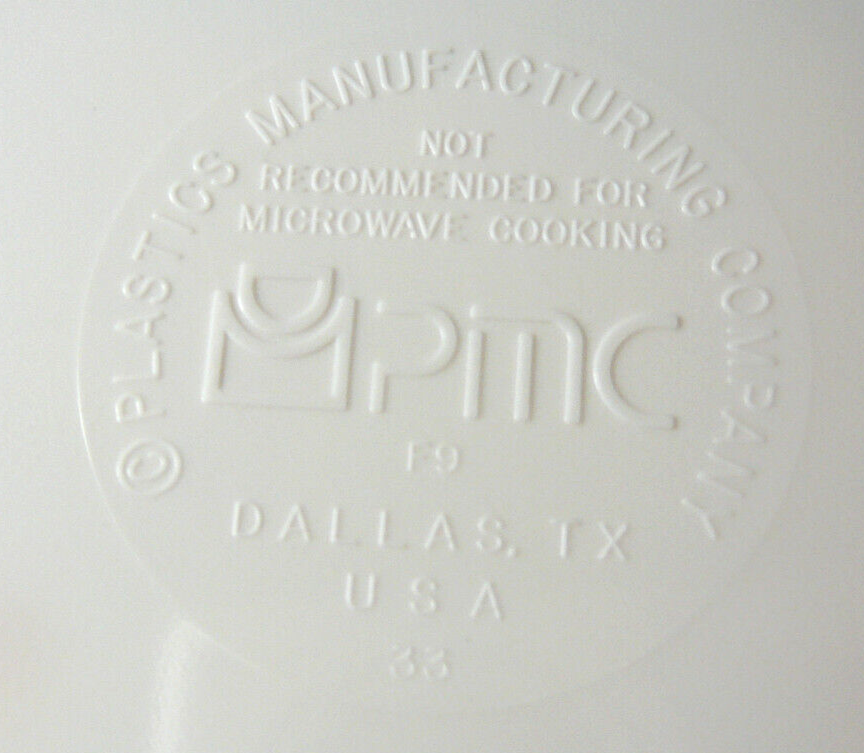 © PLASTICS MANUFACTURING COMPANY
NOT
RECOMMENDED FOR
MICROWAVE COOKING
PMC
F9
DALLAS, TX
USA
33